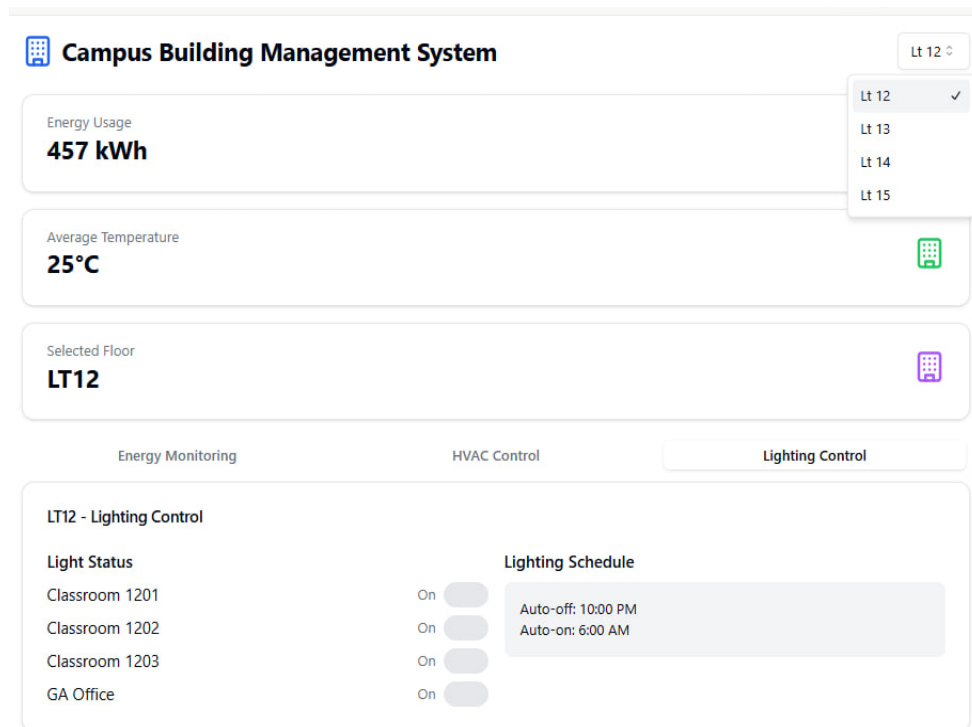 Campus Building Management System
Lt 12
Lt 12
Lt 13
Lt 14
Lt 15
Energy Usage
457 kWh
Average Temperature
25°C
Selected Floor
LT12
Energy Monitoring
HVAC Control
Lighting Control
LT12 - Lighting Control
Light Status
Classroom 1201 On
Classroom 1202 On
Classroom 1203 On
GA Office On
Lighting Schedule
Auto-off: 10:00 PM
Auto-on: 6:00 AM